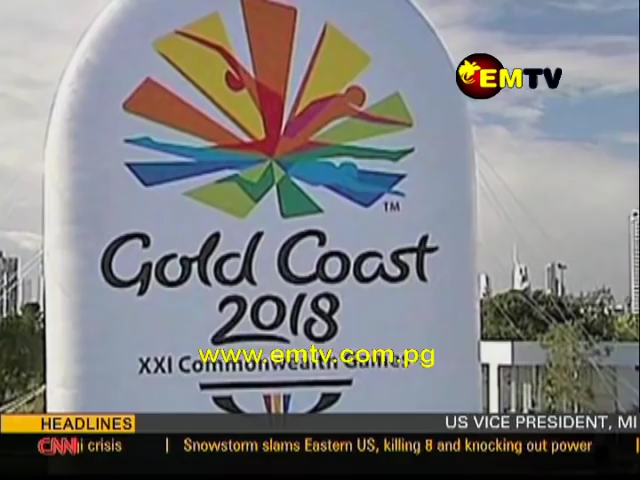 EMTV
TM
Gold Coast
2018
www.emtv.com.pg
XXI Commonwealth Games
HEADLINES
US VICE PRESIDENT, MI
CNN i crisis | Snowstorm slams Eastern US, killing 8 and knocking out power |